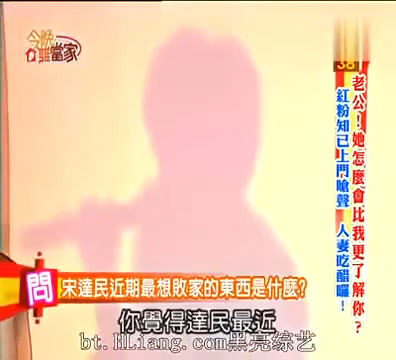 今晚
誰當家
38
老公！她怎麼會比我更了解你？
紅粉知己上門嗆聲 人妻吃醋囉！
問
宋達民近期最想敗家的東西是什麼？
你覺得達民最近
bt.HLiang.com黑亮综艺